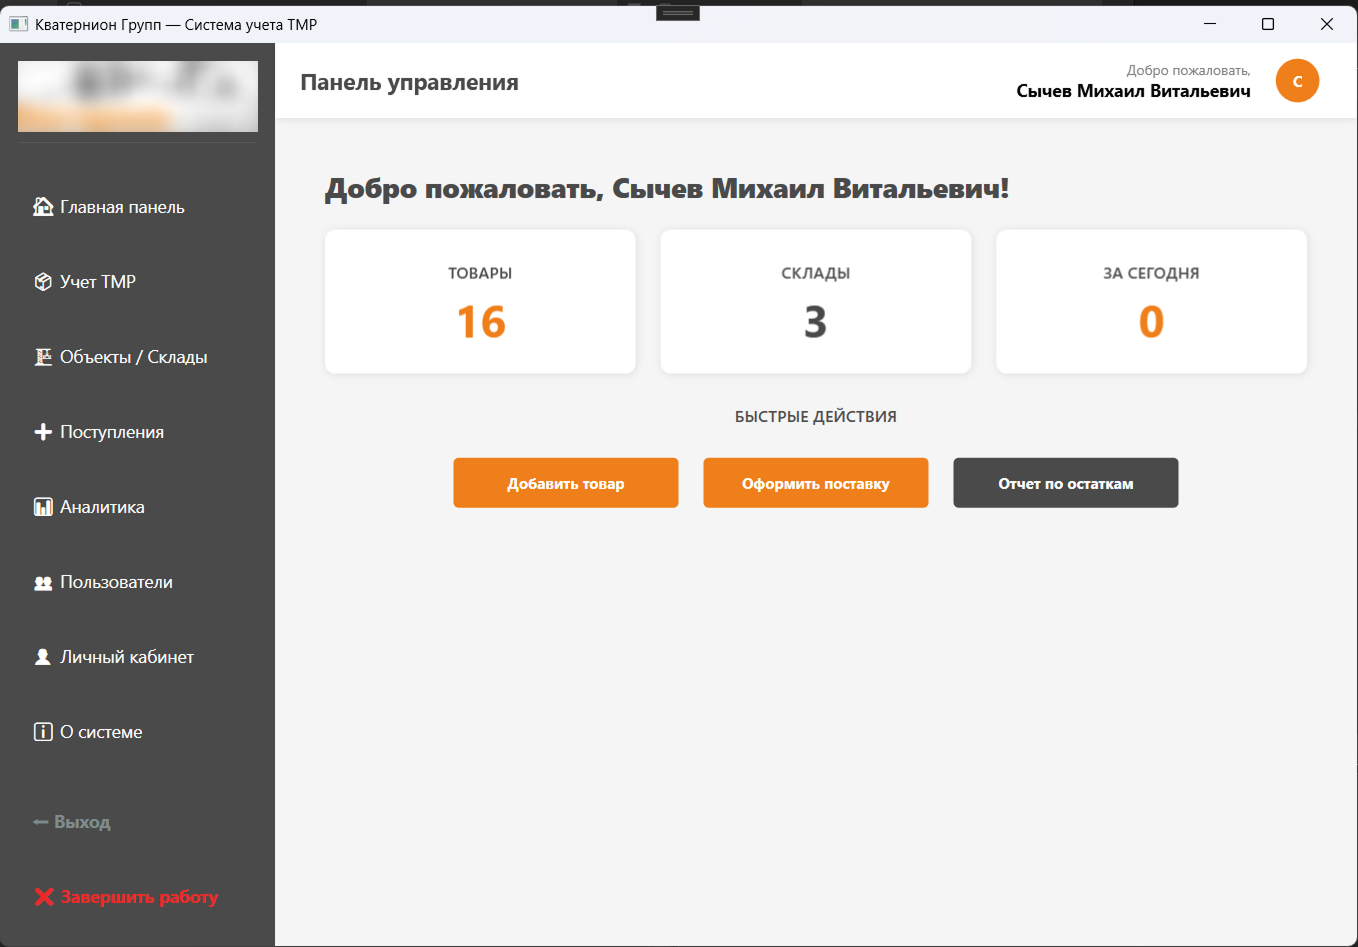 Кватернион Групп — Система учета ТМР
Панель управления
Добро пожаловать,
Сычев Михаил Витальевич
С
Главная панель
Учет ТМР
Объекты / Склады
Поступления
Аналитика
Пользователи
Личный кабинет
О системе
Выход
Завершить работу
Добро пожаловать, Сычев Михаил Витальевич!
ТОВАРЫ
16
СКЛАДЫ
3
ЗА СЕГОДНЯ
0
БЫСТРЫЕ ДЕЙСТВИЯ
Добавить товар
Оформить поставку
Отчет по остаткам